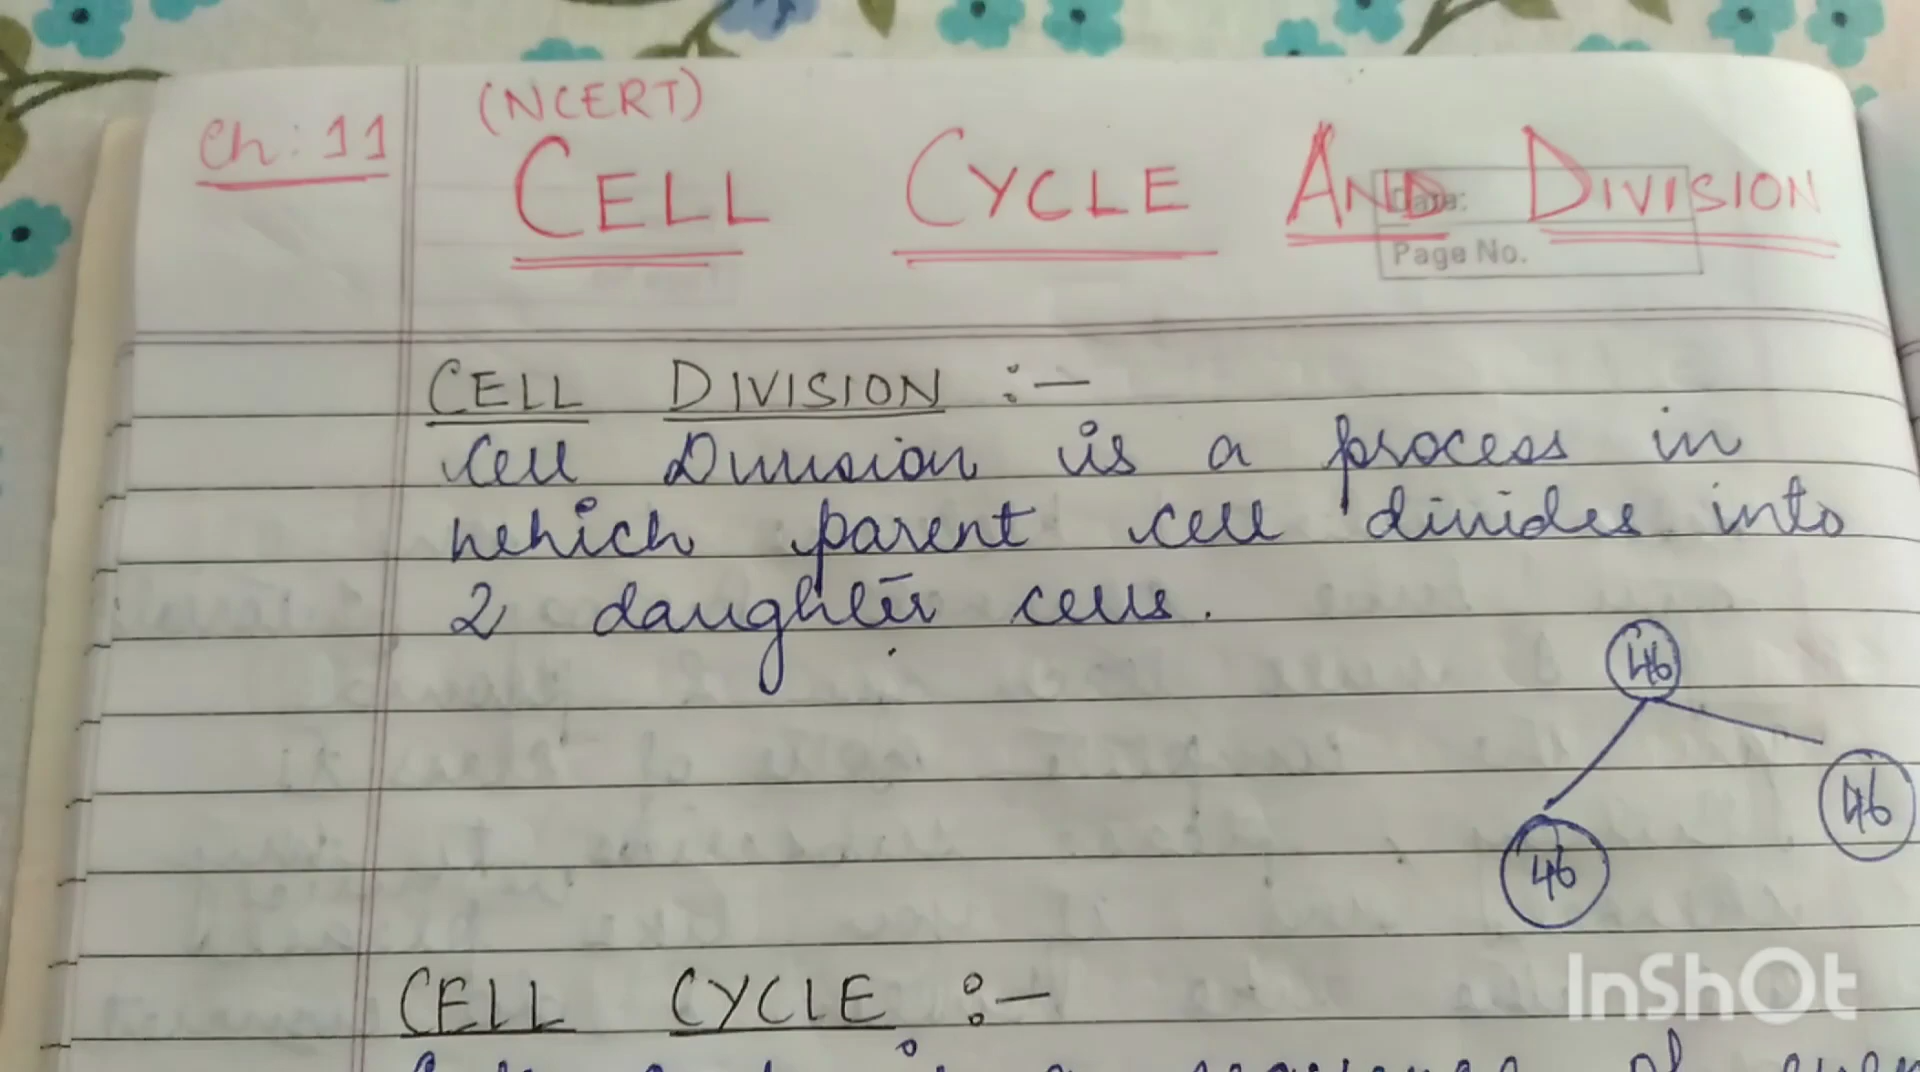 (NCERT)
Ch: 11
CELL CYCLE AND DIVISION
Date:
Page No.
CELL DIVISION :-
Cell Division is a process in
which parent cell divides into
2 daughter cells.
46
46
46
CELL CYCLE :-
InShOt